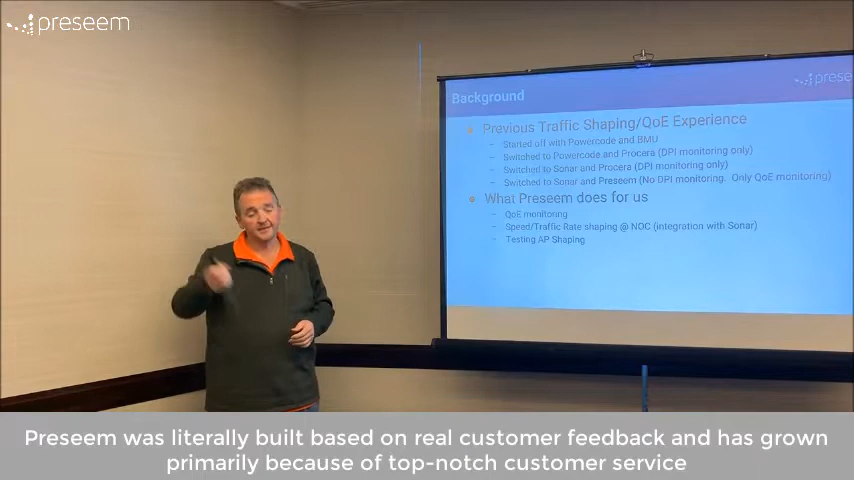 preseem
prese
Background
Previous Traffic Shaping/QoE Experience
- Started off with Powercode and BMU
- Switched to Powercode and Procera (DPI monitoring only)
- Switched to Sonar and Procera (DPI monitoring only)
- Switched to Sonar and Preseem (No DPI monitoring. Only QoE monitoring)
What Preseem does for us
- QoE monitoring
- Speed/Traffic Rate shaping @ NOC (integration with Sonar)
- Testing AP Shaping
Preseem was literally built based on real customer feedback and has grown
primarily because of top-notch customer service